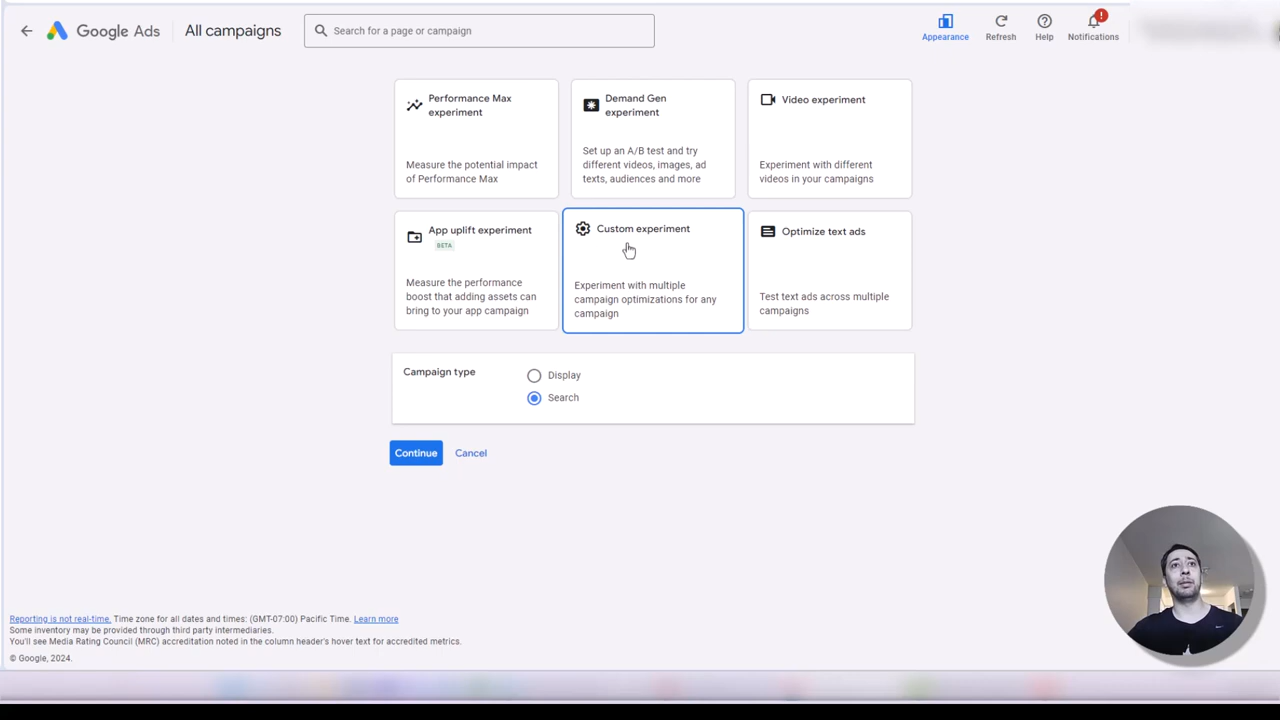 Google Ads
All campaigns
Search for a page or campaign
Appearance
Refresh
Help
!
Notifications
Performance Max
experiment
Measure the potential impact
of Performance Max
Demand Gen
experiment
Set up an A/B test and try
different videos, images, ad
texts, audiences and more
Video experiment
Experiment with different
videos in your campaigns
App uplift experiment
BETA
Measure the performance
boost that adding assets can
bring to your app campaign
Custom experiment
Experiment with multiple
campaign optimizations for any
campaign
Optimize text ads
Test text ads across multiple
campaigns
Campaign type
Display
Search
Continue
Cancel
Reporting is not real-time. Time zone for all dates and times: (GMT-07:00) Pacific Time. Learn more
Some inventory may be provided through third party intermediaries.
You'll see Media Rating Council (MRC) accreditation noted in the column header's hover text for accredited metrics.
© Google, 2024.